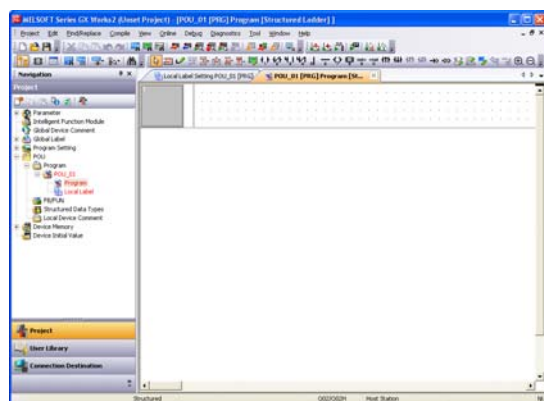 MELSOFT Series GX Works2 (Unset Project) - [POU_01 [PRG] Program [Structured Ladder] ]
Project Edit Find/Replace Compile View Online Debug Diagnostics Tool Window Help
Navigation
Local Label Setting POU_01 [PRG]
POU_01 [PRG] Program [St...
Project
Parameter
Intelligent Function Module
Global Device Comment
Global Label
Program Setting
POU
Program
POU_01
Program
Local Label
FB/FUN
Structured Data Types
Local Device Comment
Device Memory
Device Initial Value
Project
User Library
Connection Destination
Structured
Q02/Q02H
Host Station